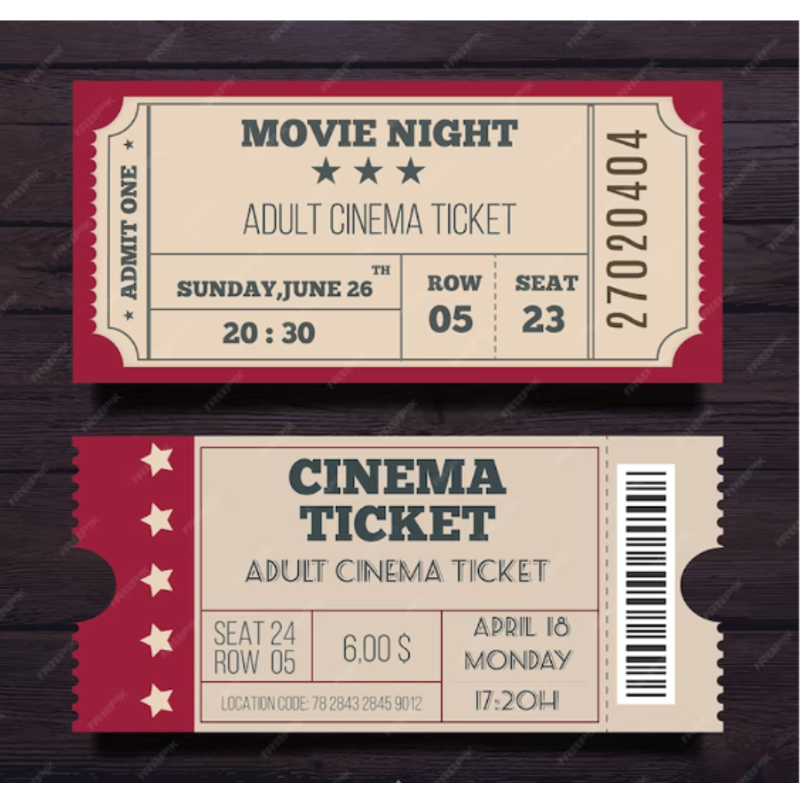 ADMIT ONE
MOVIE NIGHT
ADULT CINEMA TICKET
SUNDAY,JUNE 26TH
20 : 30
ROW
05
SEAT
23
27020404
CINEMA
TICKET
ADULT CINEMA TICKET
SEAT 24
ROW 05
6,00 $
LOCATION CODE: 78 2843 2845 9012
APRIL 18
MONDAY
17:20H